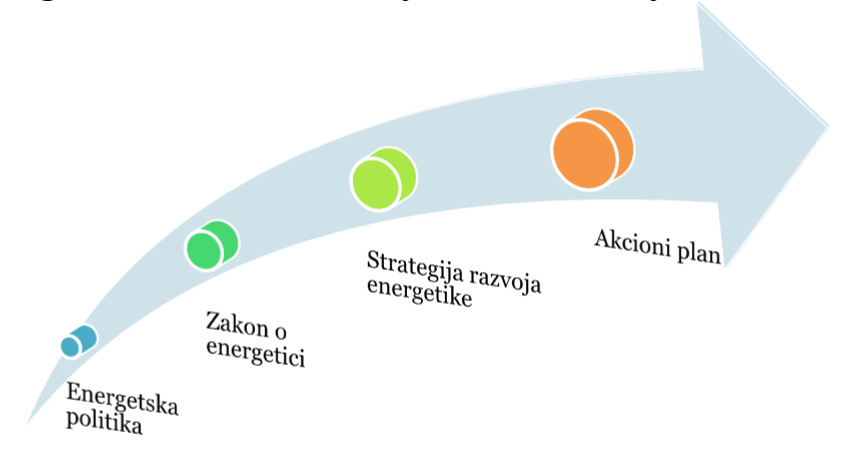 Energetska
politika
Zakon o
energetici
Strategija razvoja
energetike
Akcioni plan